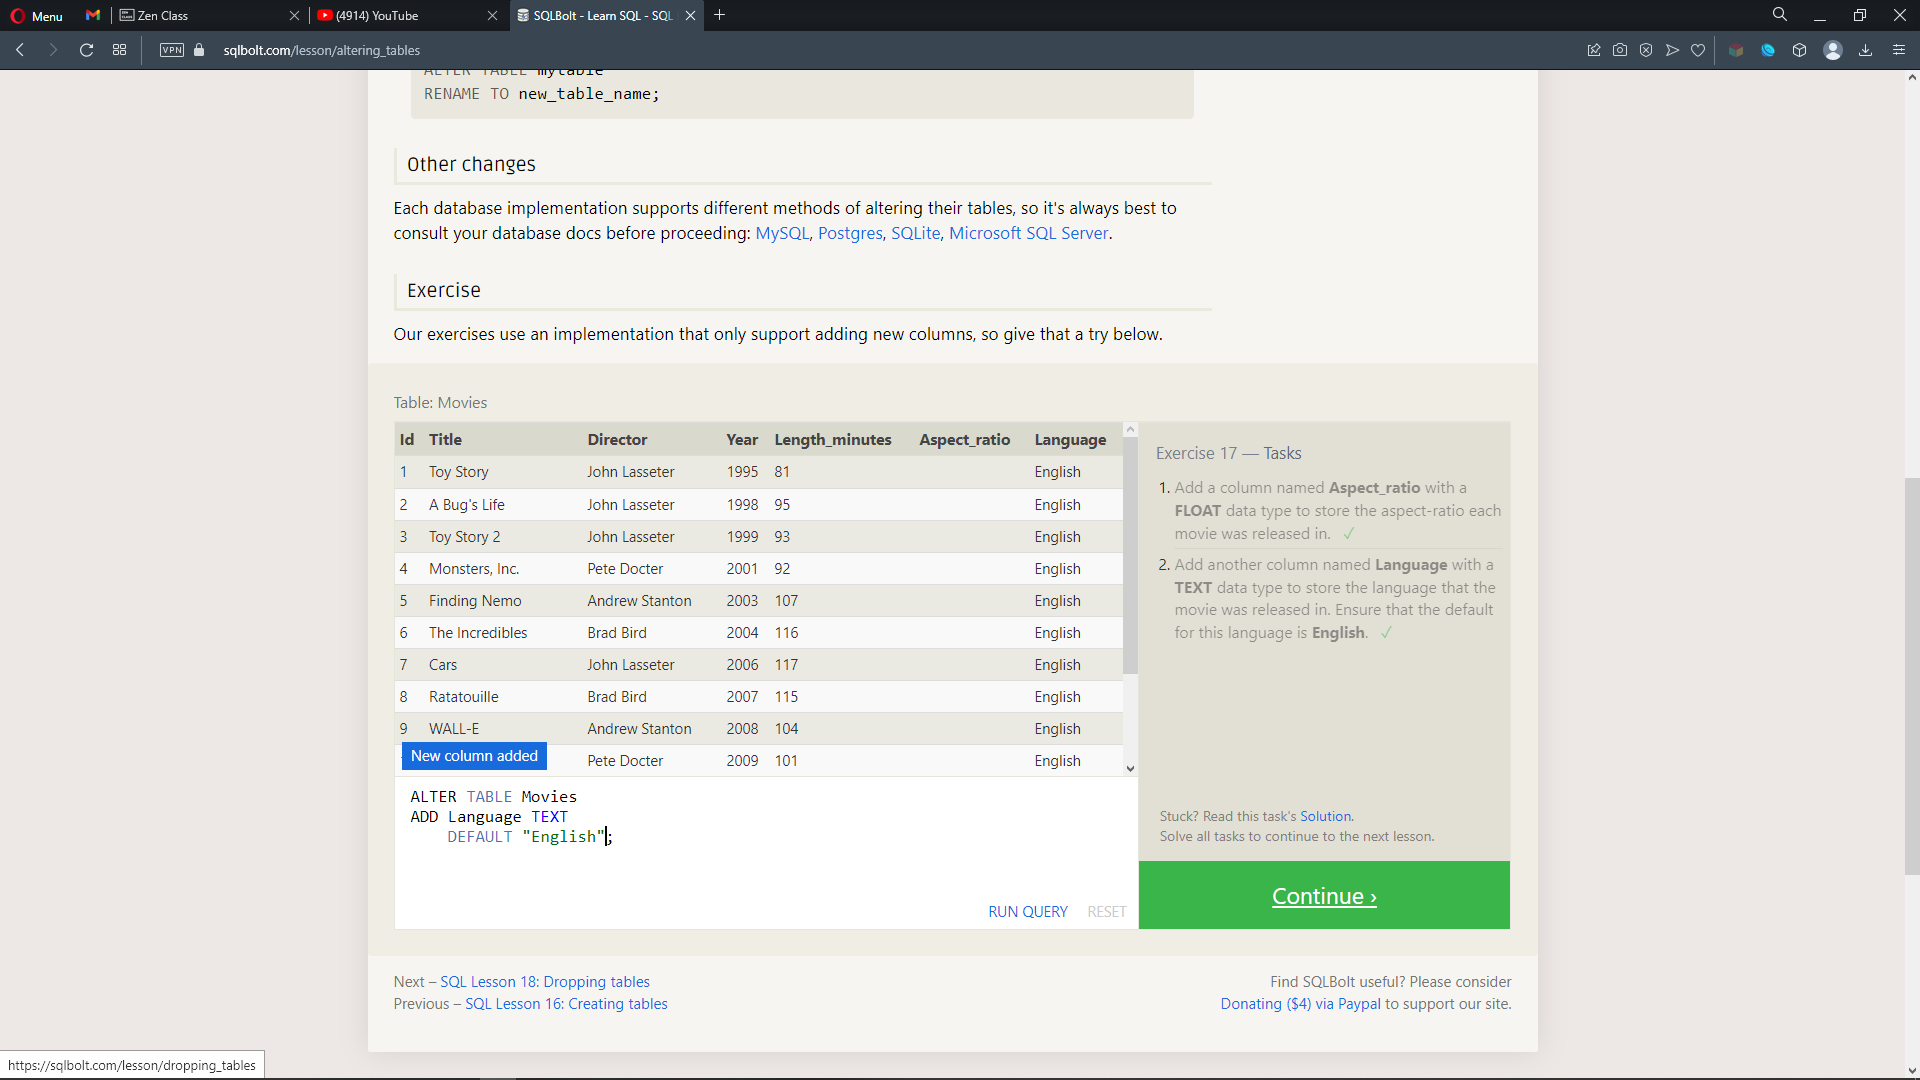 Menu
Zen Class
(4914) YouTube
SQLBolt - Learn SQL - SQL
VPN
sqlbolt.com/lesson/altering_tables
ALTER TABLE mytable
RENAME TO new_table_name;
Other changes
Each database implementation supports different methods of altering their tables, so it's always best to
consult your database docs before proceeding: MySQL, Postgres, SQLite, Microsoft SQL Server.
Exercise
Our exercises use an implementation that only support adding new columns, so give that a try below.
Table: Movies
Id Title Director Year Length_minutes Aspect_ratio Language
1 Toy Story John Lasseter 1995 81 English
2 A Bug's Life John Lasseter 1998 95 English
3 Toy Story 2 John Lasseter 1999 93 English
4 Monsters, Inc. Pete Docter 2001 92 English
5 Finding Nemo Andrew Stanton 2003 107 English
6 The Incredibles Brad Bird 2004 116 English
7 Cars John Lasseter 2006 117 English
8 Ratatouille Brad Bird 2007 115 English
9 WALL-E Andrew Stanton 2008 104 English
Pete Docter 2009 101 English
New column added
ALTER TABLE Movies
ADD Language TEXT
DEFAULT "English";
RUN QUERY RESET
Exercise 17 — Tasks
1. Add a column named Aspect_ratio with a
FLOAT data type to store the aspect-ratio each
movie was released in. ✓
2. Add another column named Language with a
TEXT data type to store the language that the
movie was released in. Ensure that the default
for this language is English. ✓
Stuck? Read this task's Solution.
Solve all tasks to continue to the next lesson.
Continue ›
Next – SQL Lesson 18: Dropping tables
Previous – SQL Lesson 16: Creating tables
Find SQLBolt useful? Please consider
Donating ($4) via Paypal to support our site.
https://sqlbolt.com/lesson/dropping_tables